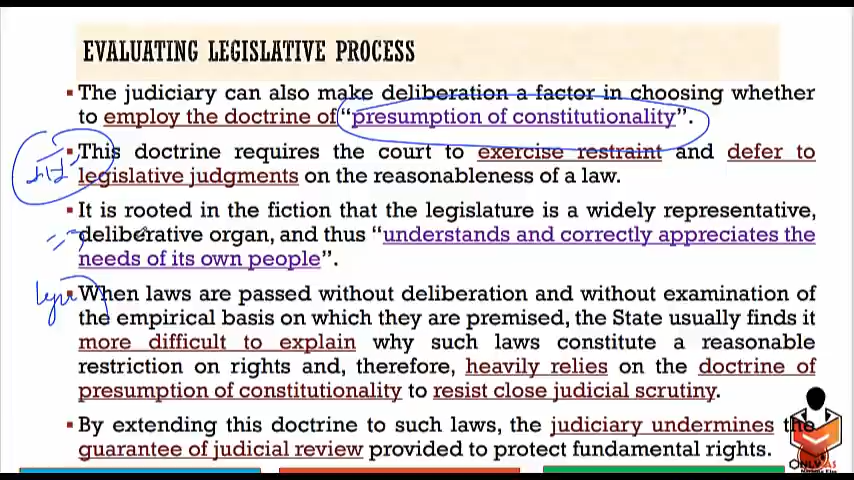 EVALUATING LEGISLATIVE PROCESS
▪ The judiciary can also make deliberation a factor in choosing whether
to employ the doctrine of “presumption of constitutionality”.
▪ This doctrine requires the court to exercise restraint and defer to
legislative judgments on the reasonableness of a law.
▪ It is rooted in the fiction that the legislature is a widely representative,
deliberative organ, and thus “understands and correctly appreciates the
needs of its own people”.
▪ When laws are passed without deliberation and without examination of
the empirical basis on which they are premised, the State usually finds it
more difficult to explain why such laws constitute a reasonable
restriction on rights and, therefore, heavily relies on the doctrine of
presumption of constitutionality to resist close judicial scrutiny.
▪ By extending this doctrine to such laws, the judiciary undermines the
guarantee of judicial review provided to protect fundamental rights.